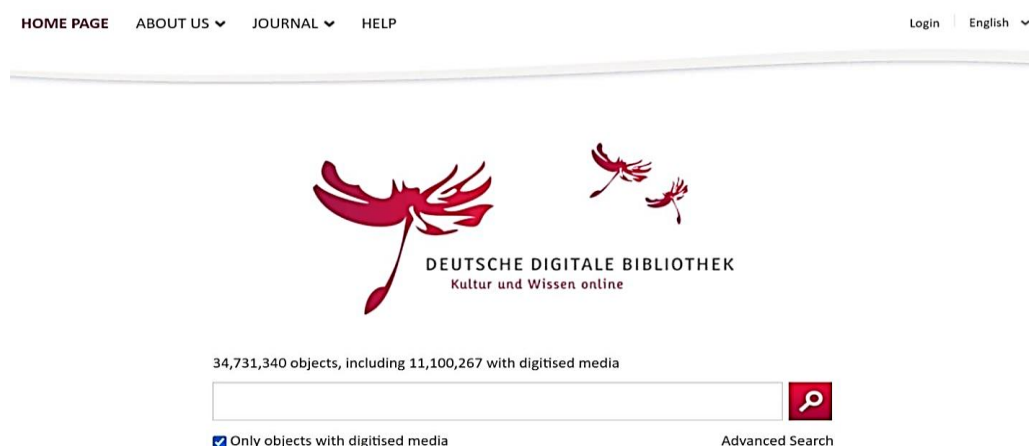 HOME PAGE ABOUT US JOURNAL HELP Login English
DEUTSCHE DIGITALE BIBLIOTHEK
Kultur und Wissen online
34,731,340 objects, including 11,100,267 with digitised media
Only objects with digitised media Advanced Search